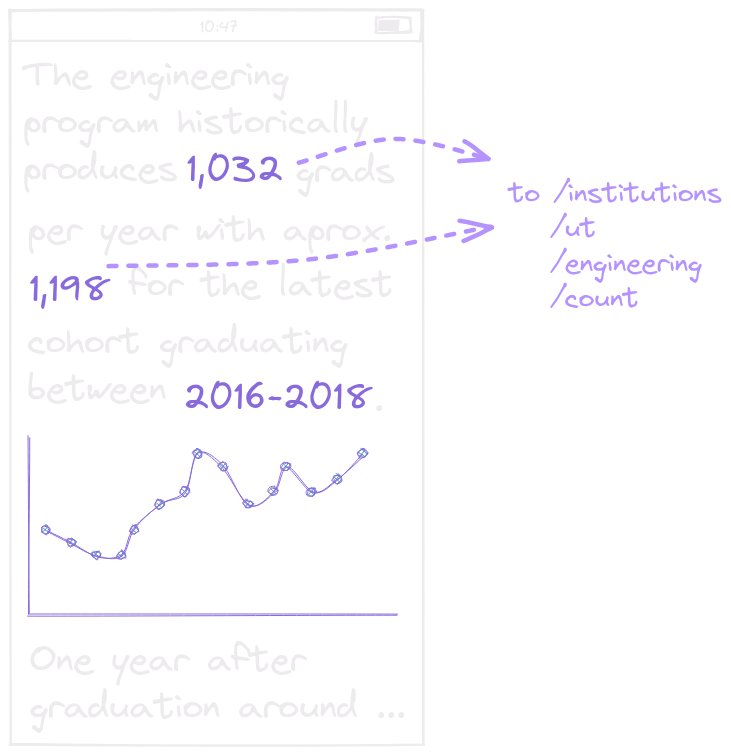 10:47
The engineering
program historically
produces 1,032 grads
per year with aprox.
1,198 for the latest
cohort graduating
between 2016-2018.
One year after
graduation around ...
to /institutions
/ut
/engineering
/count